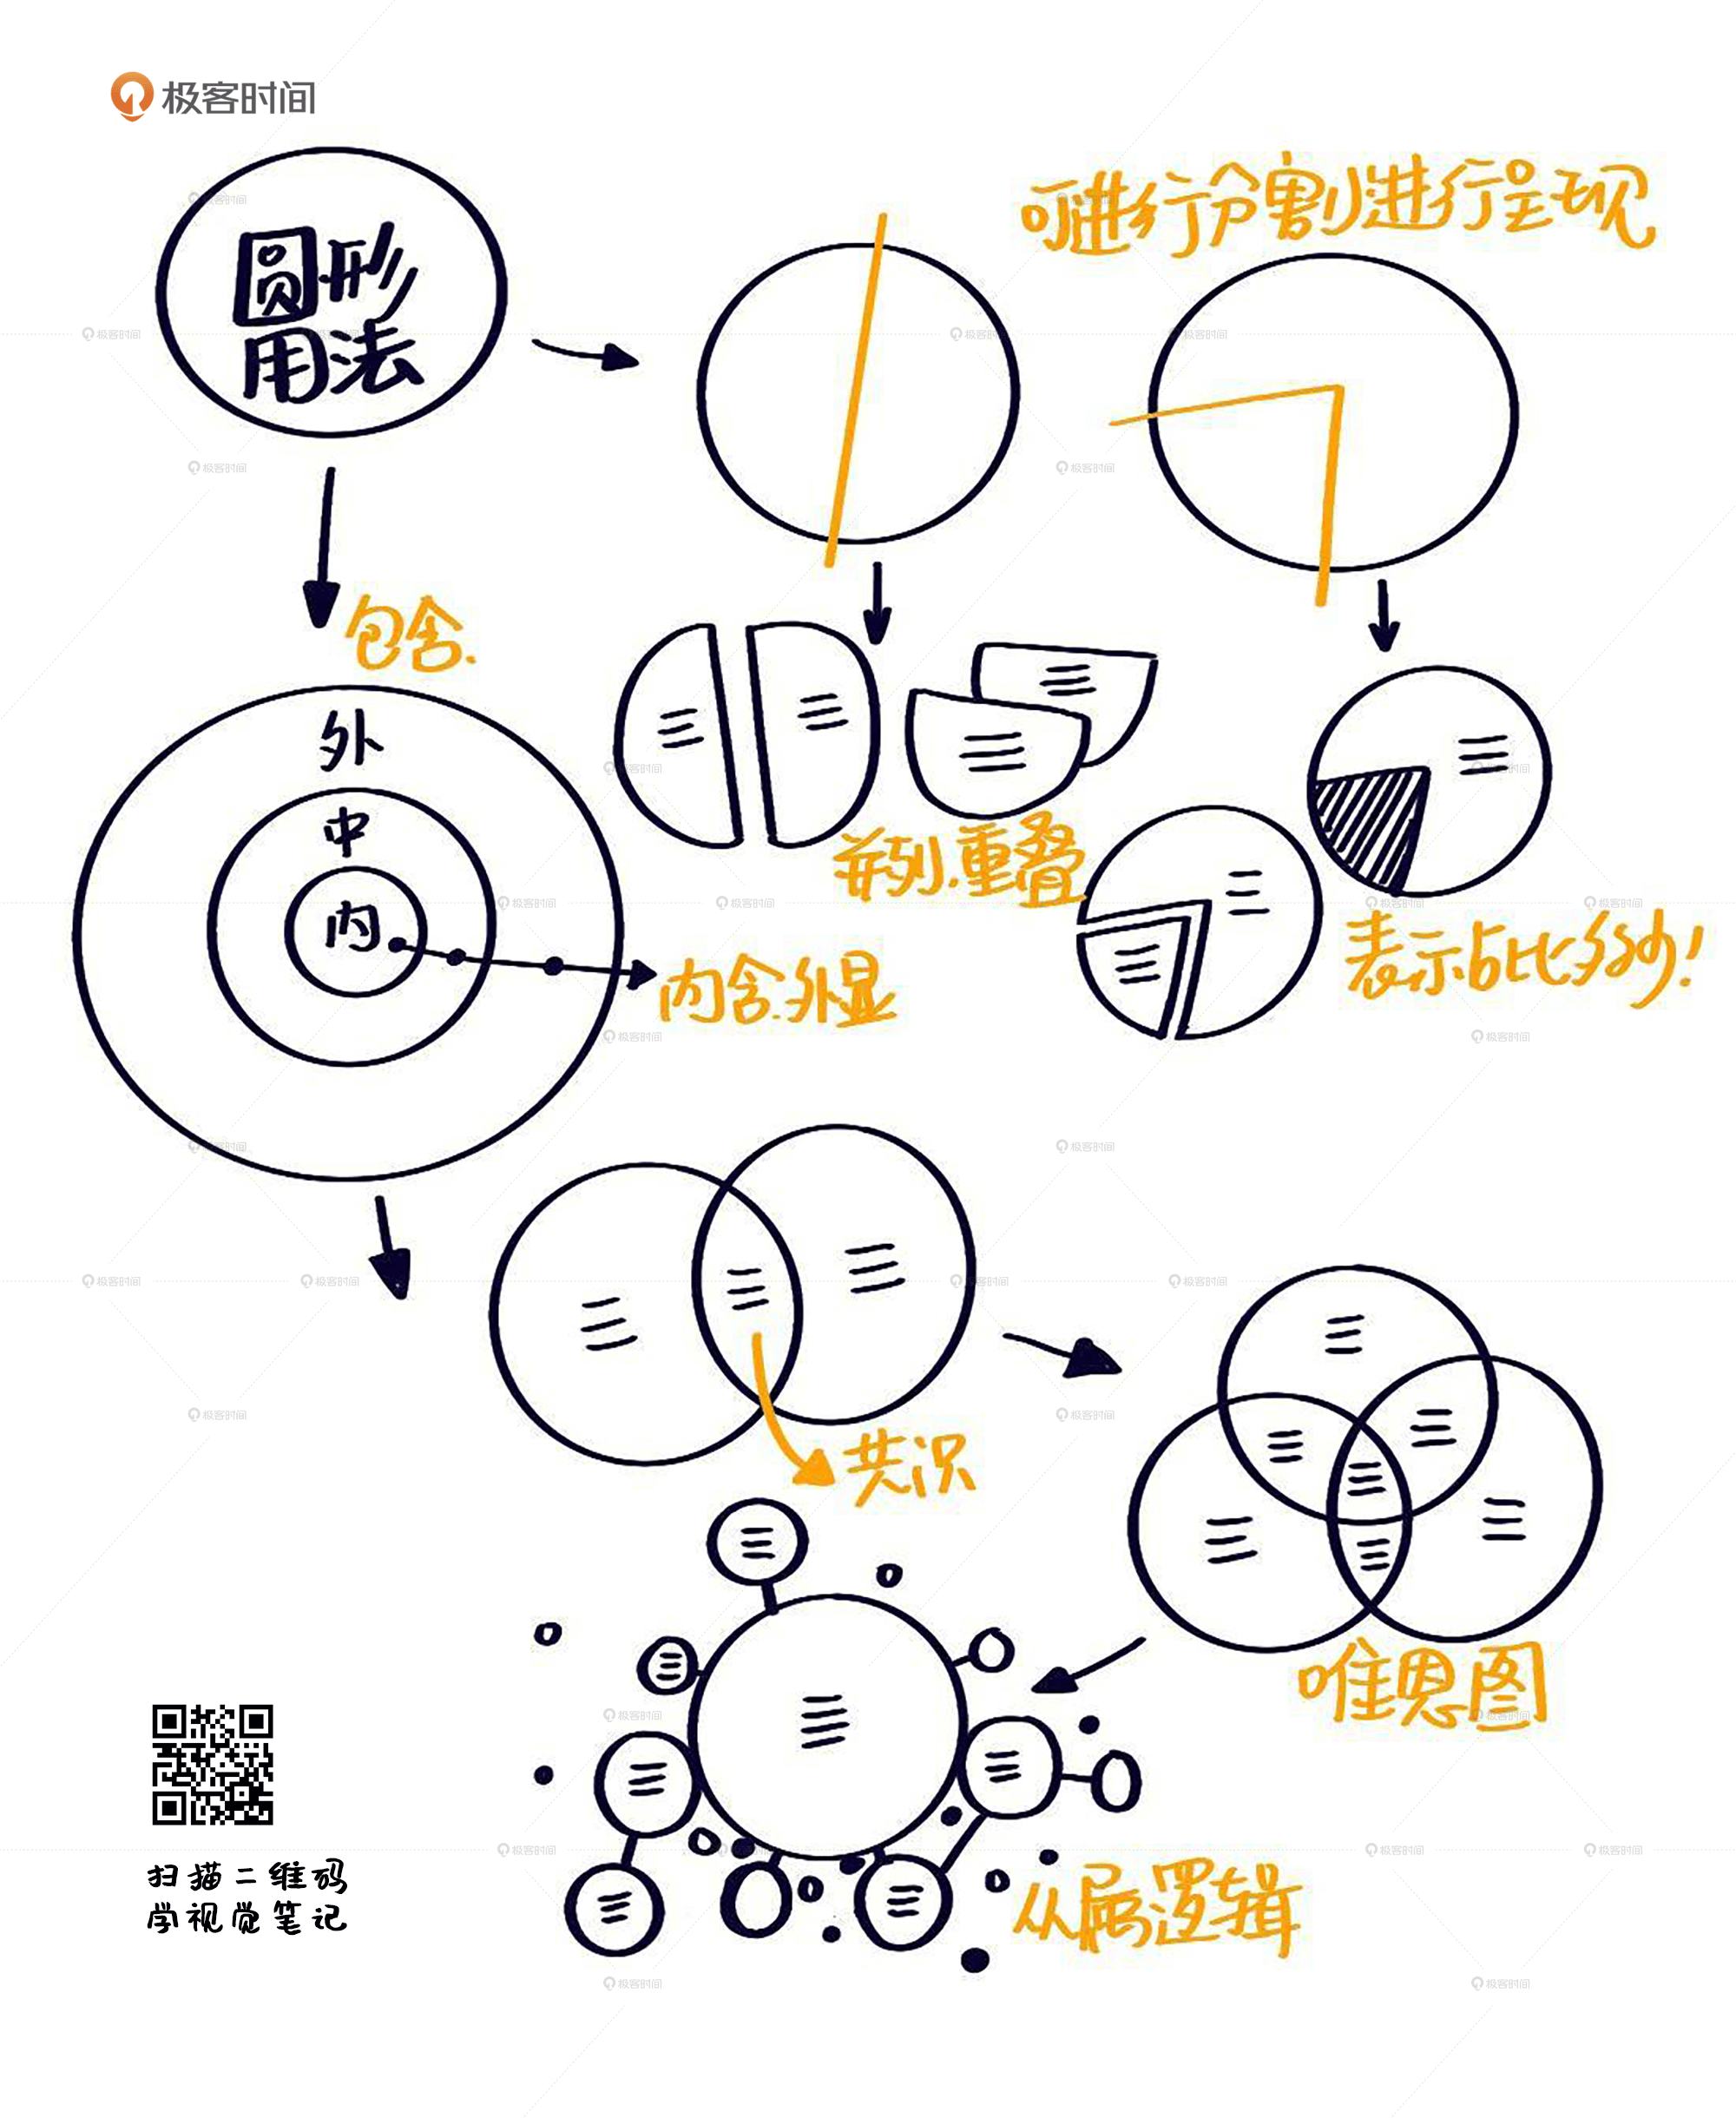 极客时间
圆形
用法
可进行分割进行呈现
包含.
外
中
内
内含.外显
并列.重叠
表示占比多少!
共识
唯恩图
从属逻辑
扫描二维码
学视觉笔记